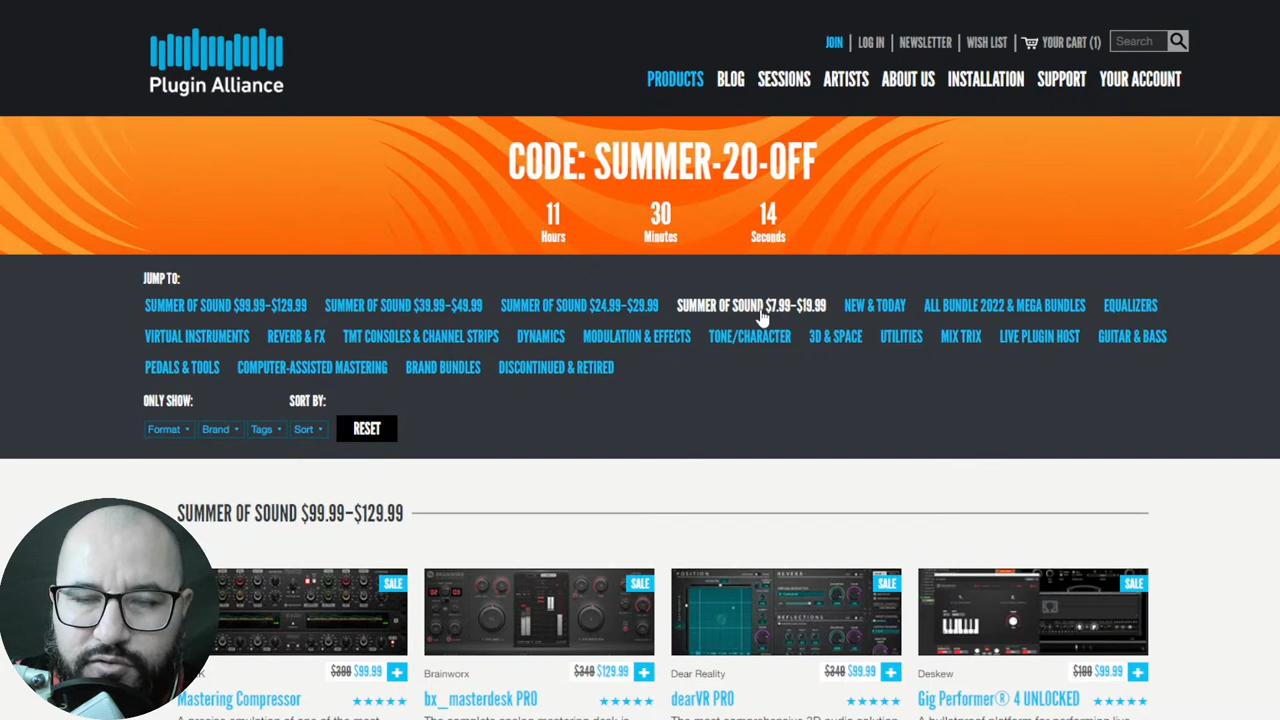 JOIN LOG IN NEWSLETTER WISH LIST YOUR CART (1) Search
Plugin Alliance
PRODUCTS BLOG SESSIONS ARTISTS ABOUT US INSTALLATION SUPPORT YOUR ACCOUNT
CODE: SUMMER-20-OFF
11 30 14
Hours Minutes Seconds
JUMP TO:
SUMMER OF SOUND $99.99–$129.99 SUMMER OF SOUND $39.99–$49.99 SUMMER OF SOUND $24.99–$29.99 SUMMER OF SOUND $7.99–$19.99 NEW & TODAY ALL BUNDLE 2022 & MEGA BUNDLES EQUALIZERS
VIRTUAL INSTRUMENTS REVERB & FX TMT CONSOLES & CHANNEL STRIPS DYNAMICS MODULATION & EFFECTS TONE/CHARACTER 3D & SPACE UTILITIES MIX TRIX LIVE PLUGIN HOST GUITAR & BASS
PEDALS & TOOLS COMPUTER-ASSISTED MASTERING BRAND BUNDLES DISCONTINUED & RETIRED
ONLY SHOW: SORT BY:
Format Brand Tags Sort RESET
SUMMER OF SOUND $99.99–$129.99
SALE SALE SALE SALE
POSITION REVERB
REFLECTIONS
$99.99 Brainworx $349 $129.99 Dear Reality $349 $99.99 Deskew $99.99
Mastering Compressor bx_masterdesk PRO dearVR PRO Gig Performer® 4 UNLOCKED